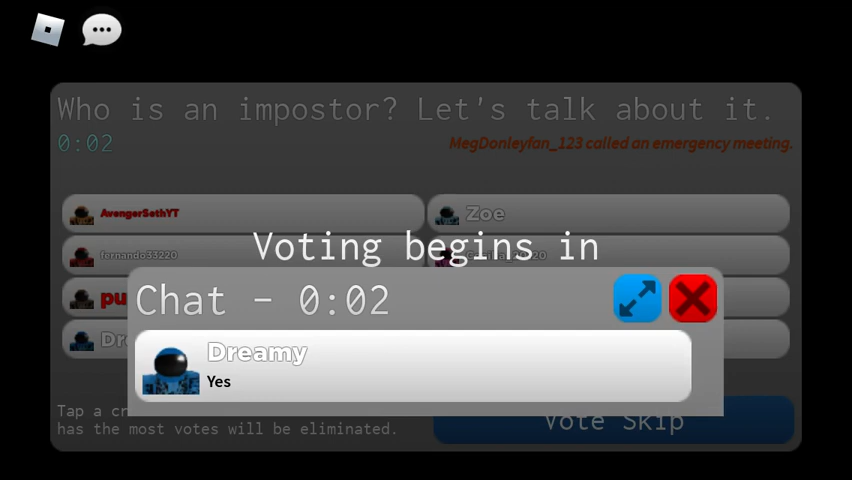 Who is an impostor? Let's talk about it.
0:02
MegDonleyfan_123 called an emergency meeting.
AvengerSethYT
Zoe
fernando33220
Voting begins in
Chat - 0:02
Dreamy
Yes
Tap a
has the most votes will be eliminated.
Vote Skip